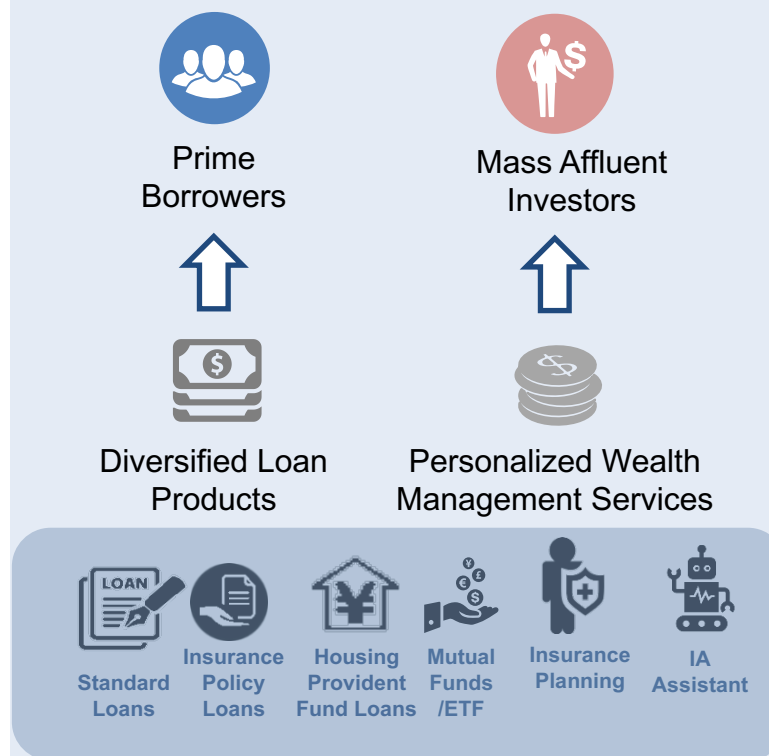 Prime
Borrowers
Mass Affluent
Investors
$
$
$
Diversified Loan
Products
Personalized Wealth
Management Services
LOAN
¥
¥
€
£
$
Standard
Loans
Insurance
Policy
Loans
Housing
Provident
Fund Loans
Mutual
Funds
/ETF
Insurance
Planning
IA
Assistant